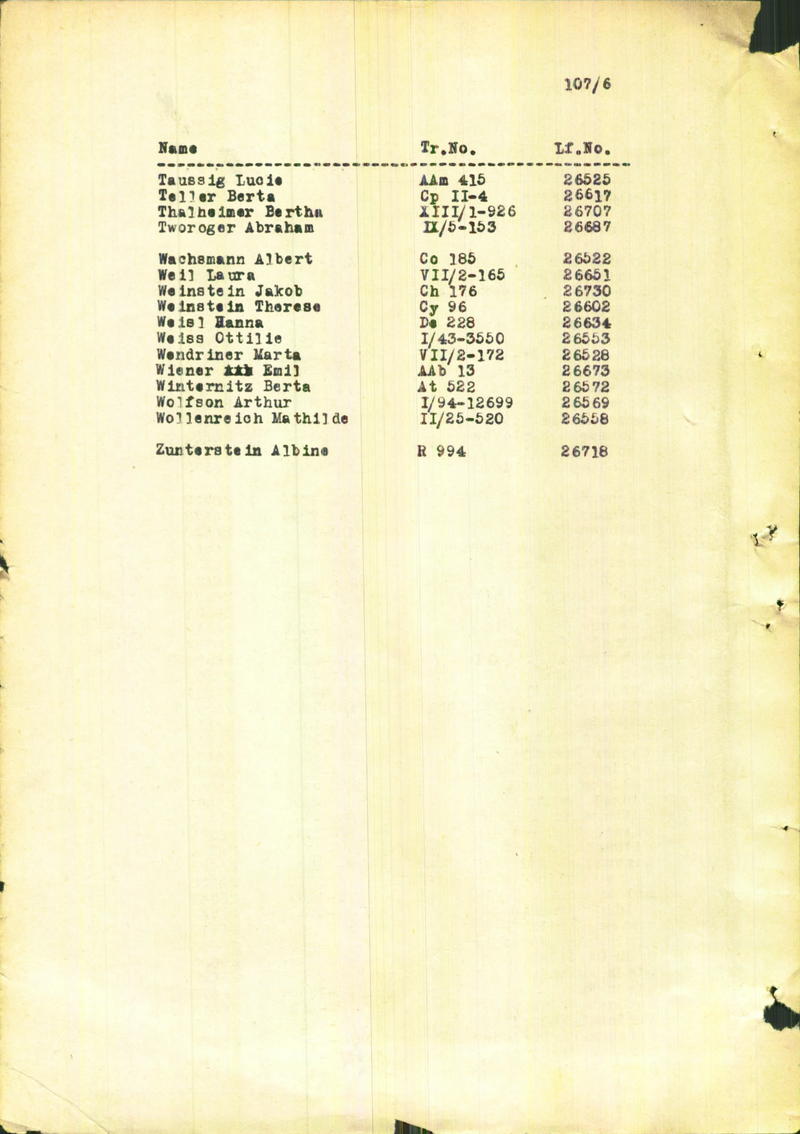 107/6
Name Tr.No. Lf.No.
Taussig Lucie AAm 415 26525
Teller Berta Cp II-4 26617
Thalheimer Bertha XIII/1-926 26707
Tworoger Abraham II/5-153 26687
Wachsmann Albert Co 185 26522
Weil Laura VII/2-165 26651
Weinstein Jakob Ch 176 26730
Weinstein Therese Cy 96 26602
Weisl Hanna De 228 26634
Weiss Ottilie I/43-3550 26553
Wendriner Marta VII/2-172 26528
Wiener Emil AAb 13 26673
Winternitz Berta At 522 26572
Wolfson Arthur I/94-12699 26569
Wollenreich Mathilde II/25-520 26558
Zunterstein Albine R 994 26718